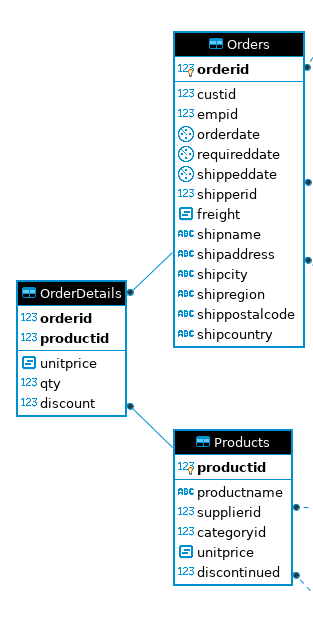 Orders
123 orderid
123 custid
123 empid
orderdate
requireddate
shippeddate
123 shipperid
freight
ABC shipname
ABC shipaddress
ABC shipcity
ABC shipregion
ABC shippostalcode
ABC shipcountry
OrderDetails
123 orderid
123 productid
unitprice
123 qty
123 discount
Products
123 productid
ABC productname
123 supplierid
123 categoryid
unitprice
123 discontinued